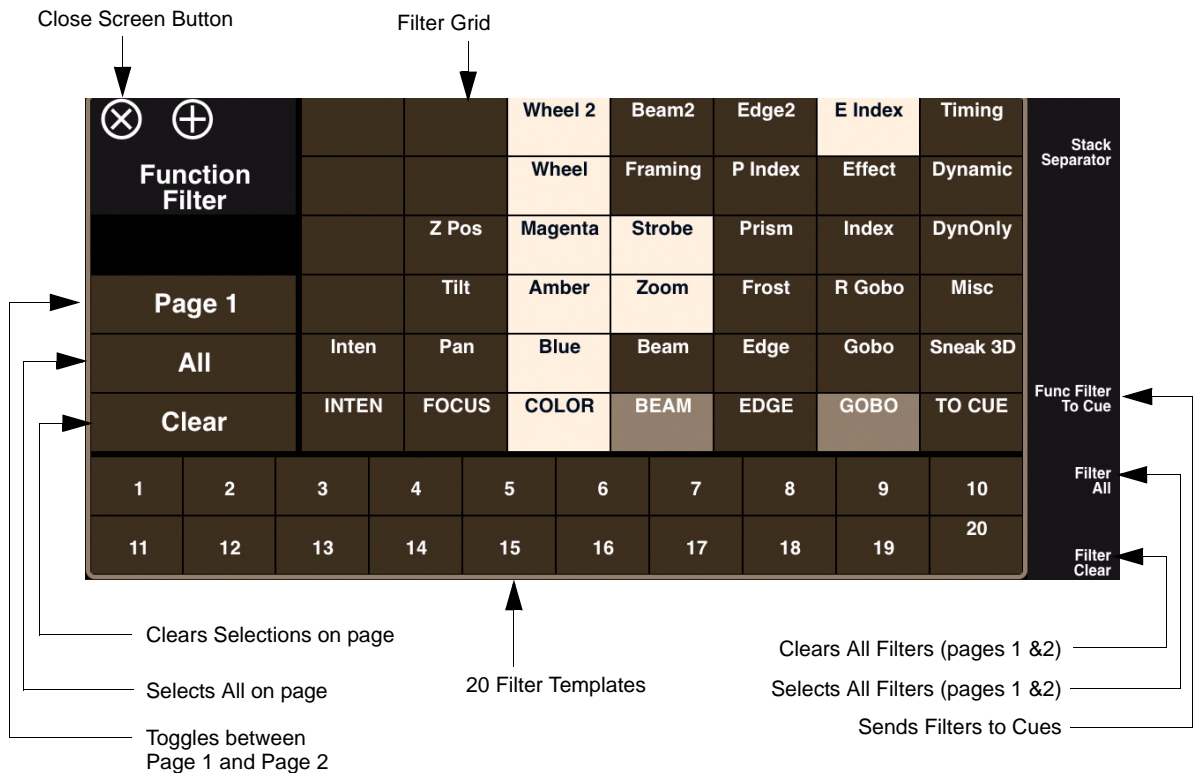 Close Screen Button
Filter Grid
Function
Filter
Wheel 2 Beam2 Edge2 E Index Timing
Wheel Framing P Index Effect Dynamic
Z Pos Magenta Strobe Prism Index DynOnly
Page 1 Tilt Amber Zoom Frost R Gobo Misc
All Inten Pan Blue Beam Edge Gobo Sneak 3D
Clear INTEN FOCUS COLOR BEAM EDGE GOBO TO CUE
1 2 3 4 5 6 7 8 9 10
11 12 13 14 15 16 17 18 19 20
Stack
Separator
Func Filter
To Cue
Filter
All
Filter
Clear
Clears Selections on page
Selects All on page
Toggles between
Page 1 and Page 2
20 Filter Templates
Clears All Filters (pages 1 &2)
Selects All Filters (pages 1 &2)
Sends Filters to Cues